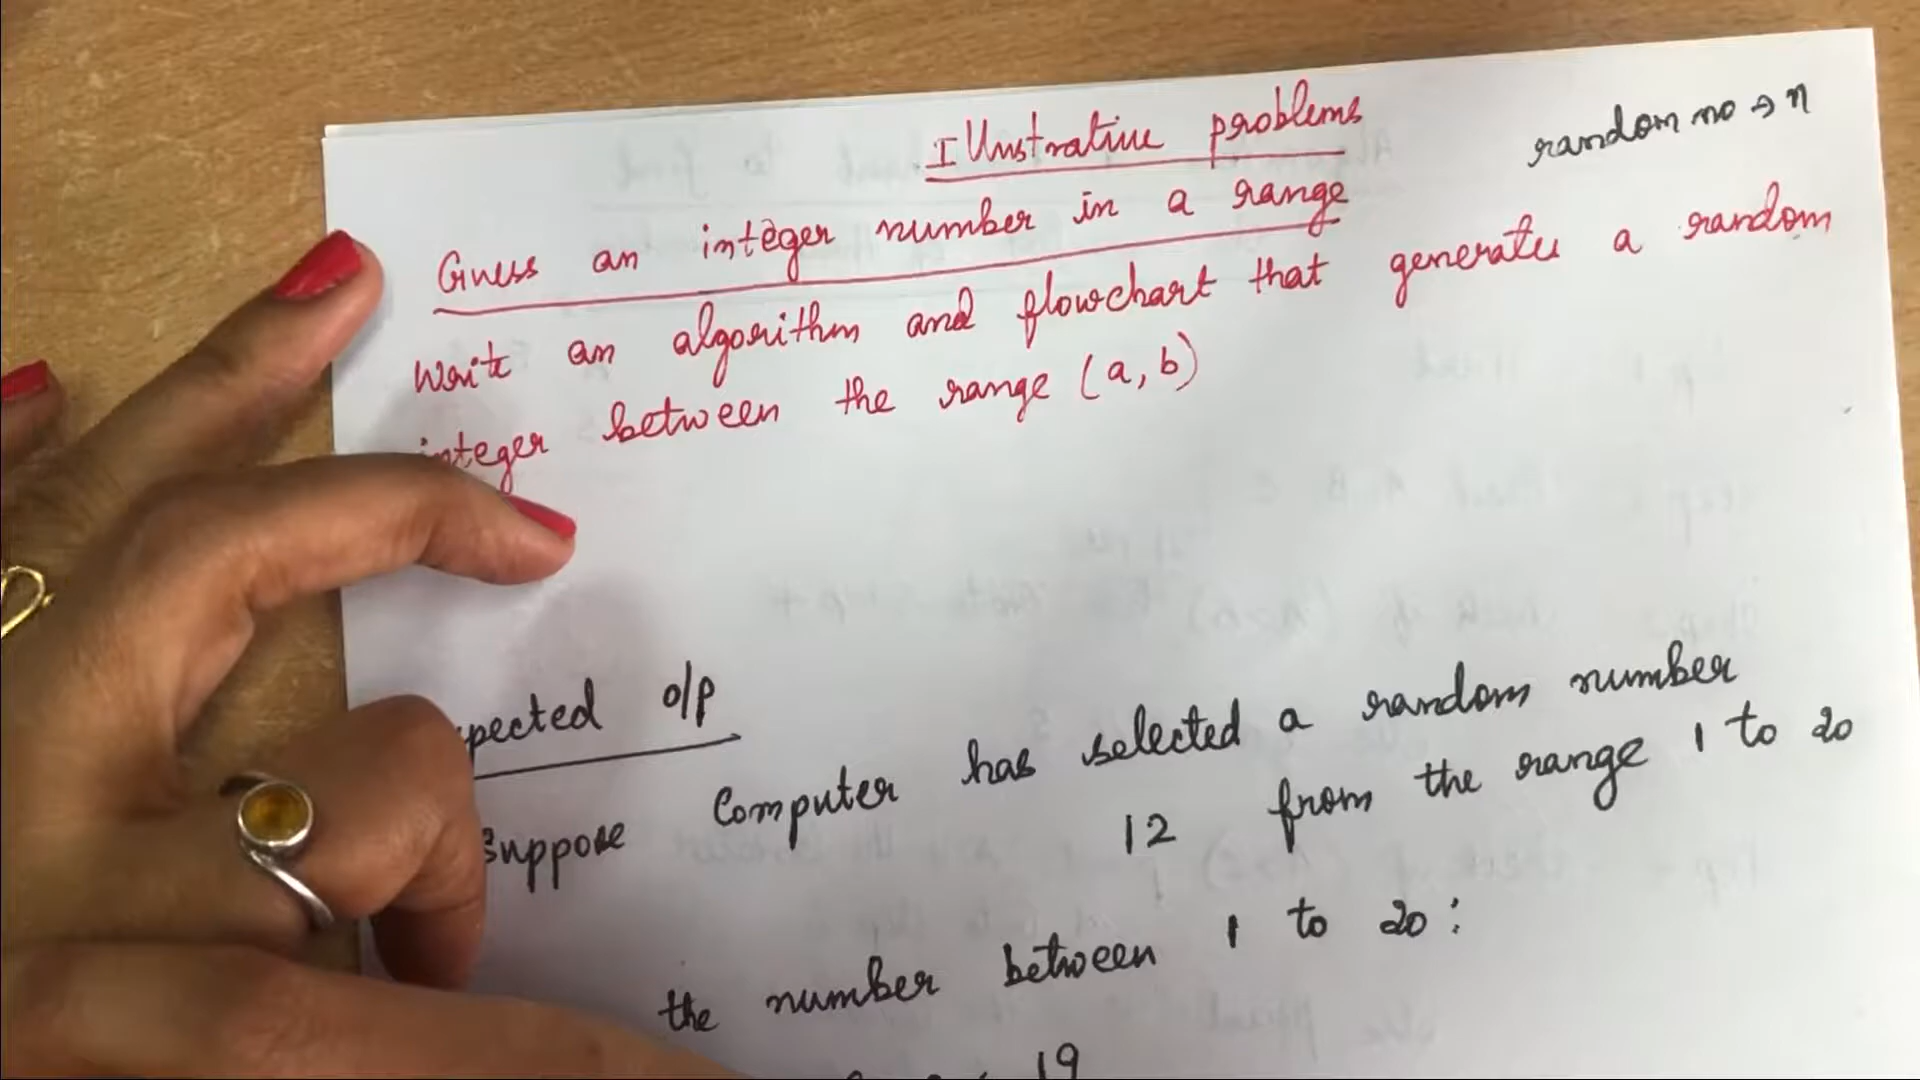 Illustrative problems
random no → n
Guess an integer number in a range
Write an algorithm and flowchart that generates a random
integer between the range (a, b)
pected o/p
Suppose Computer has selected a random number
12 from the range 1 to 20
the number between 1 to 20 :
19